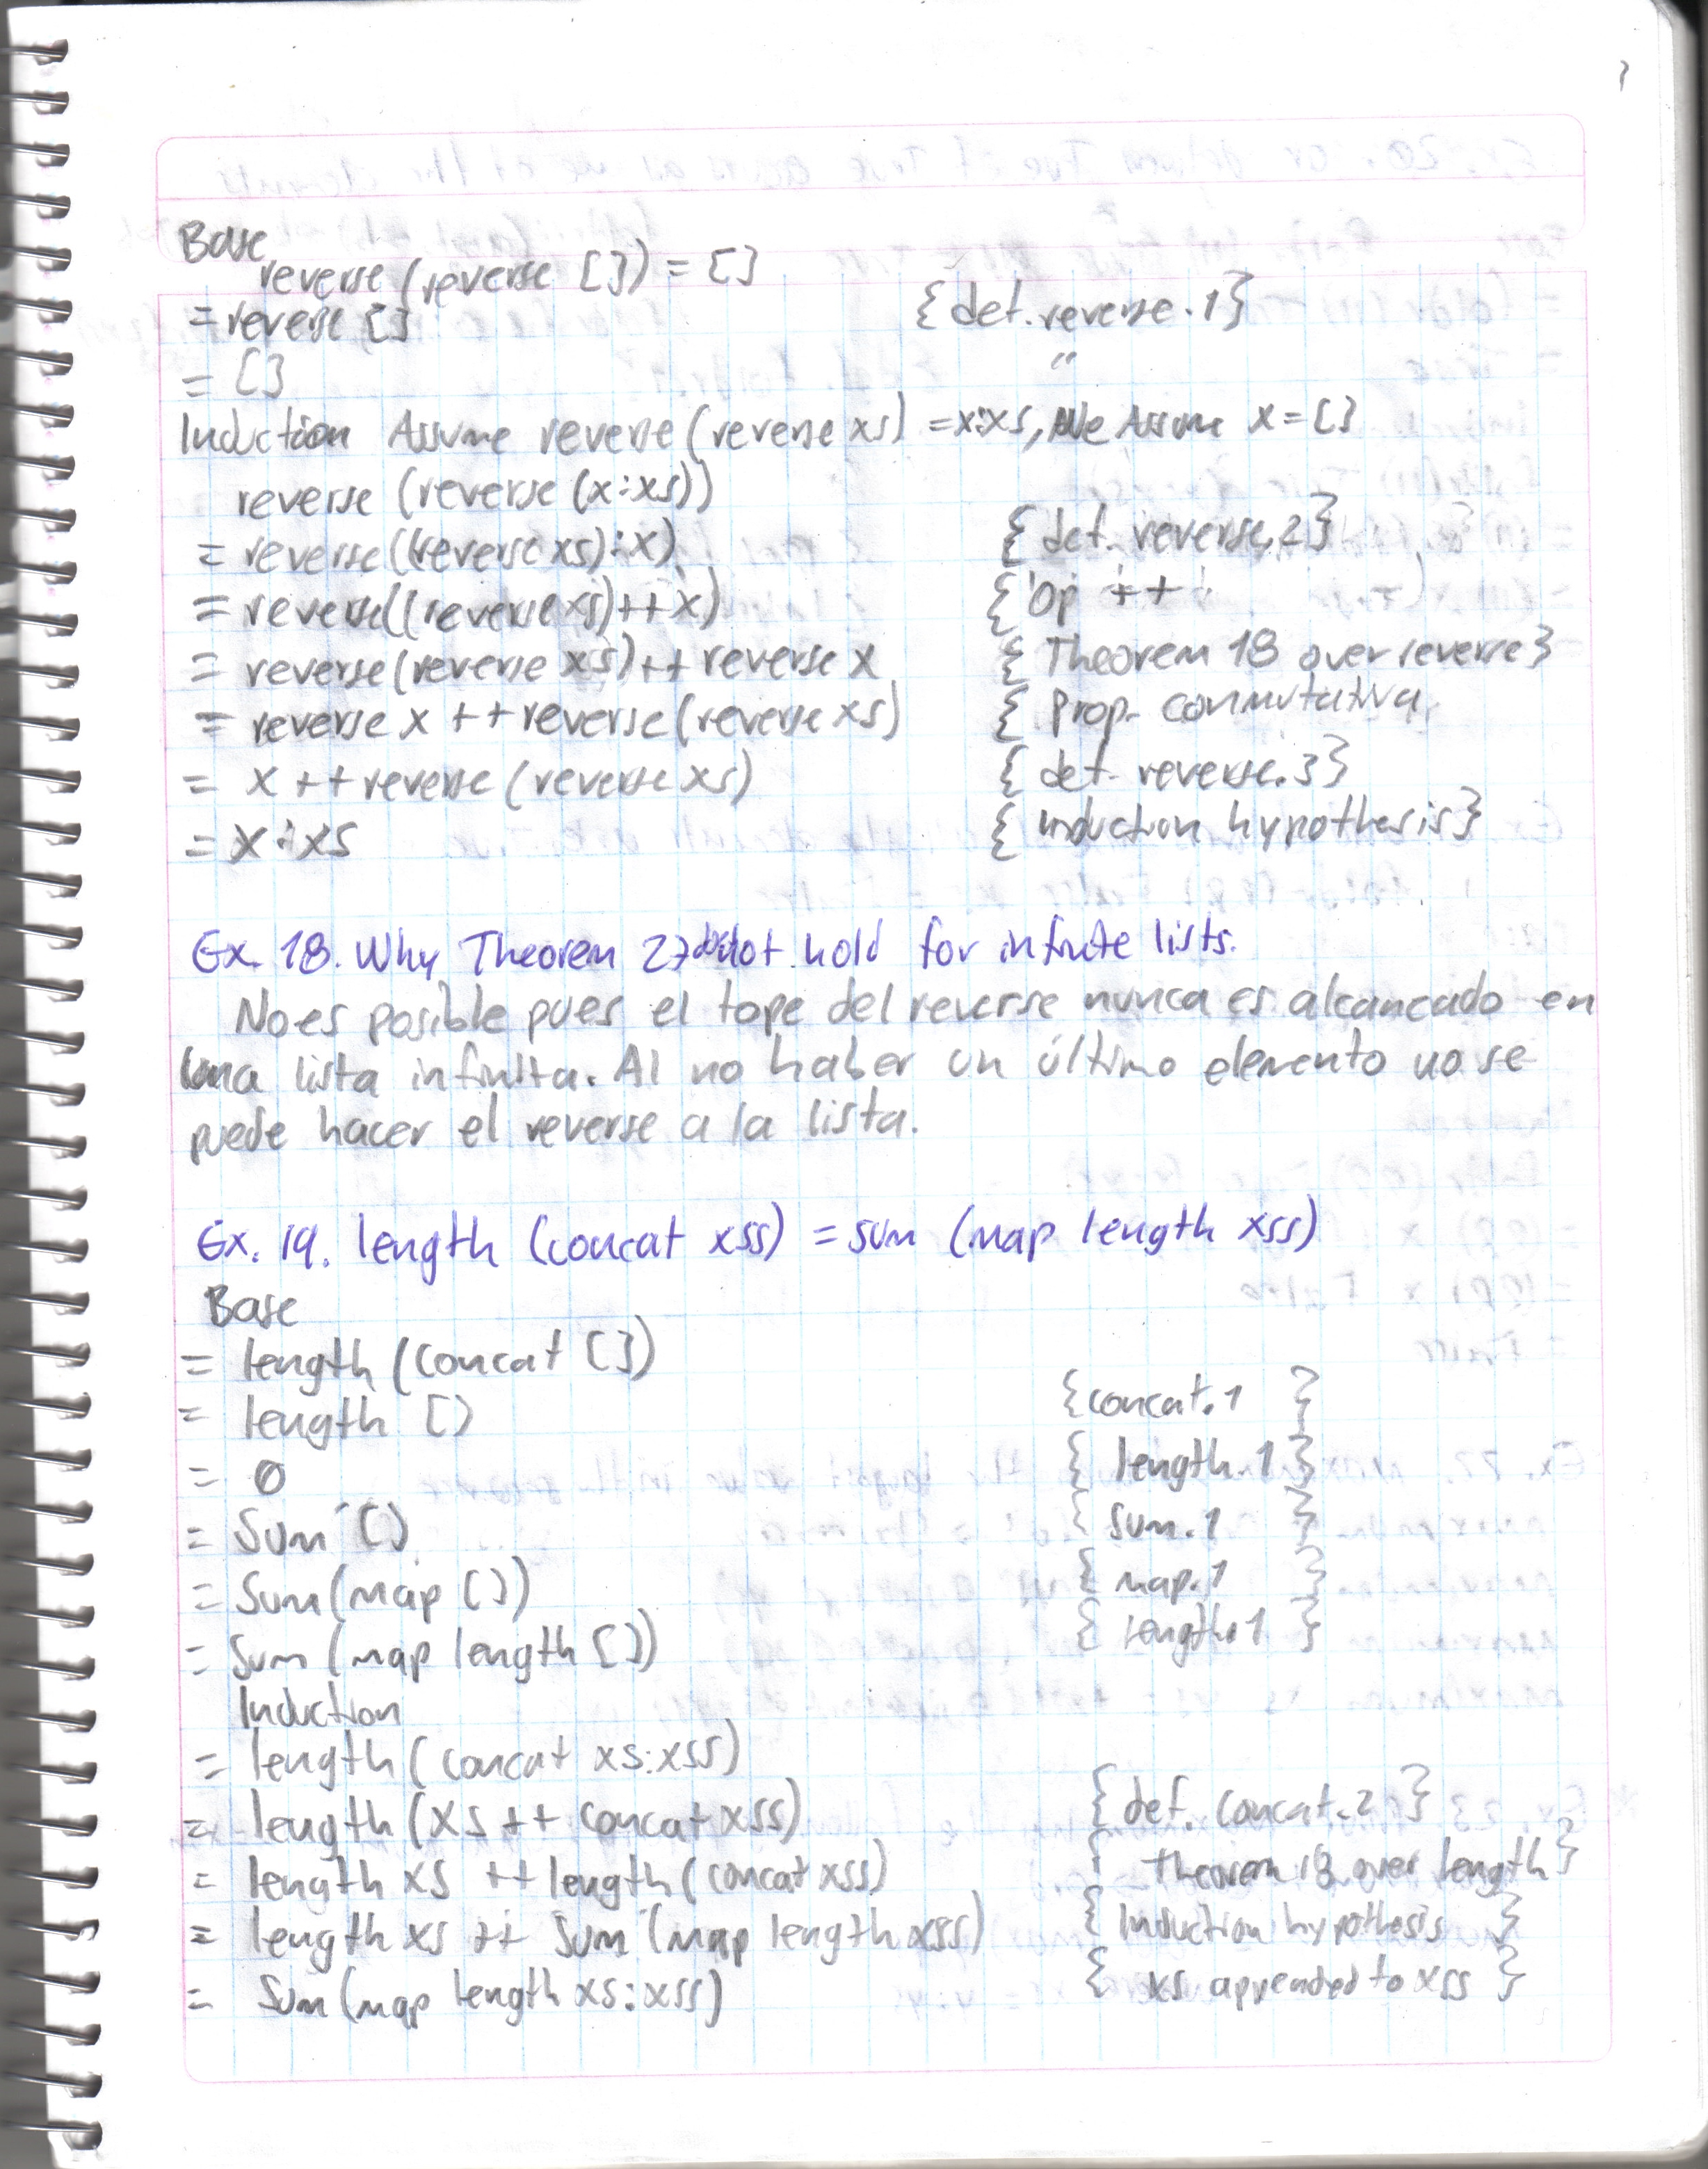 Base
reverse (reverse []) = []
= reverse [] {def. reverse.1}
= [] "
Induction Assume reverse (reverse xs) = x:xs, We Assume x = []
reverse (reverse (x:xs))
= reverse((reverse xs):x) {def. reverse.2}
= reverse((reverse xs)++x) {Op ++
= reverse(reverse xs)++ reverse x {Theorem 18 over reverse}
= reverse x ++ reverse(reverse xs) {Prop. conmutativa
= x ++ reverse (reverse xs) {def. reverse.3}
= x:xs {induction hypothesis}
Ex. 18. Why Theorem 27 does not hold for infinite lists.
No es posible pues el tope del reverse nunca es alcancado en
una lista infinita. Al no haber un último elemento no se
puede hacer el reverse a la lista.
Ex. 19. length (concat xss) = sum (map length xss)
Base
= length (concat [])
= length [] {concat.1}
= 0 {length.1}
= Sum [] {sum.1}
= Sum(map []) {map.1}
= Sum (map length []) {length.1}
Induction
= length (concat xs:xss)
= length (xs ++ concat xss) {def. concat.2}
= length xs ++ length (concat xss) {Theorem 18 over length}
= length xs ++ Sum (map length xss) {Induction hypothesis}
= Sum (map length xs:xss) {xs appended to xss}